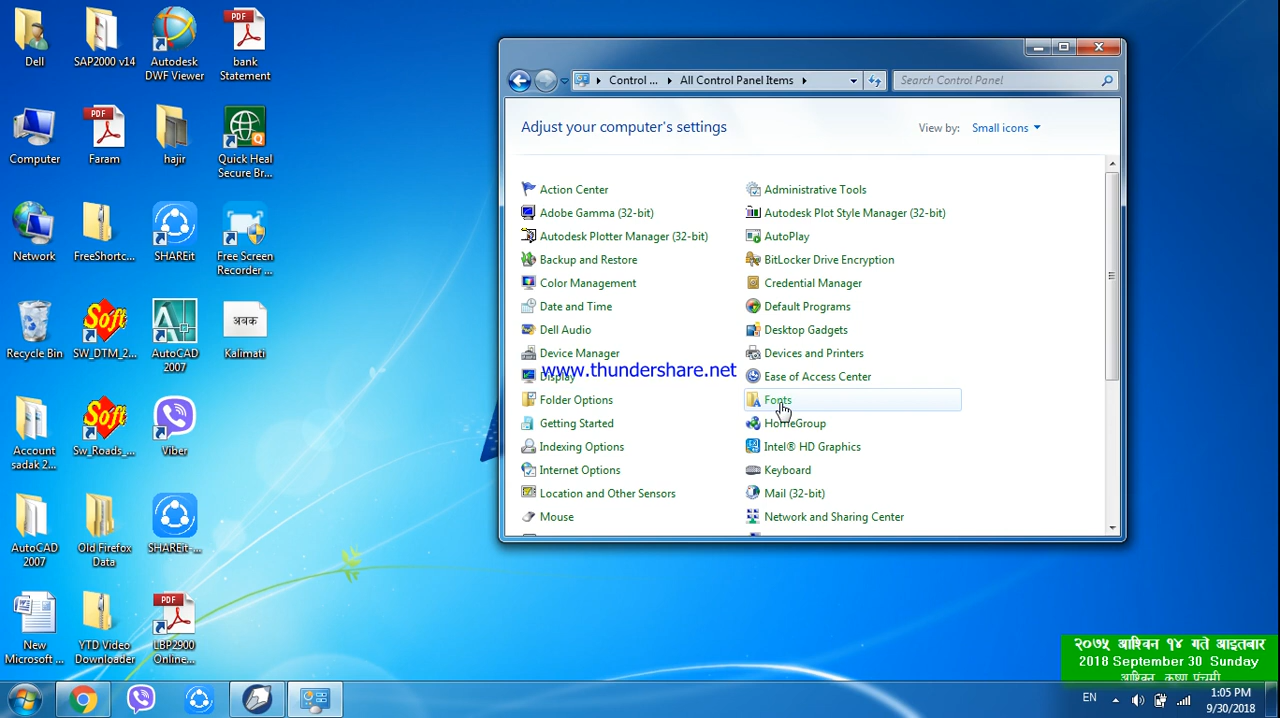 Dell
SAP2000 v14
Autodesk
DWF Viewer
PDF
bank
Statement
Computer
PDF
Faram
hajir
Quick Heal
Secure Br...
Network
FreeShortc...
SHAREit
Free Screen
Recorder ...
Recycle Bin
Soft
SW_DTM_2...
AutoCAD
2007
अबक
Kalimati
Account
sadak 2...
Soft
Sw_Roads_...
Viber
AutoCAD
2007
Old Firefox
Data
SHAREit-...
New
Microsoft ...
YTD Video
Downloader
PDF
LBP2900
Online...
Control ...
All Control Panel Items
Search Control Panel
Adjust your computer's settings
View by:
Small icons
Action Center
Administrative Tools
Adobe Gamma (32-bit)
Autodesk Plot Style Manager (32-bit)
Autodesk Plotter Manager (32-bit)
AutoPlay
Backup and Restore
BitLocker Drive Encryption
Color Management
Credential Manager
Date and Time
Default Programs
Dell Audio
Desktop Gadgets
Device Manager
Devices and Printers
www.thundershare.net
Display
Ease of Access Center
Folder Options
Fonts
Getting Started
HomeGroup
Indexing Options
Intel® HD Graphics
Internet Options
Keyboard
Location and Other Sensors
Mail (32-bit)
Mouse
Network and Sharing Center
२०७५ आश्विन १४ गते आइतबार
2018 September 30 Sunday
आश्विन कृष्ण पंचमी
EN
1:05 PM
9/30/2018